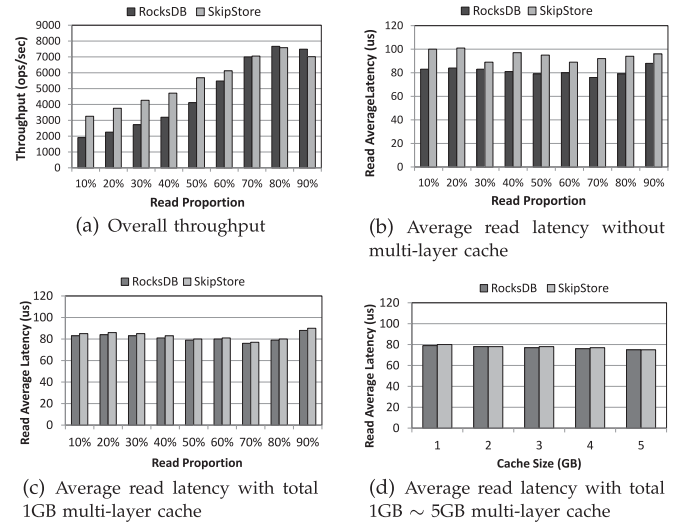 RocksDB SkipStore
Throughput (ops/sec)
9000
8000
7000
6000
5000
4000
3000
2000
1000
0
10% 20% 30% 40% 50% 60% 70% 80% 90%
Read Proportion
(a) Overall throughput
RocksDB SkipStore
Read AverageLatency (us)
120
100
80
60
40
20
0
10% 20% 30% 40% 50% 60% 70% 80% 90%
Read Proportion
(b) Average read latency without
multi-layer cache
RocksDB SkipStore
Read Average Latency (us)
120
100
80
60
40
20
0
10% 20% 30% 40% 50% 60% 70% 80% 90%
Read Proportion
(c) Average read latency with total
1GB multi-layer cache
RocksDB SkipStore
Read Average Latency (us)
120
100
80
60
40
20
0
1 2 3 4 5
Cache Size (GB)
(d) Average read latency with total
1GB ∼ 5GB multi-layer cache